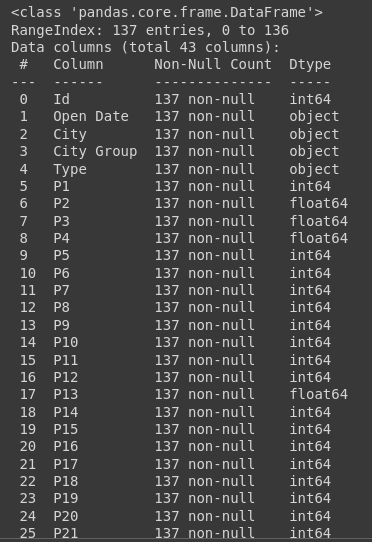 <class 'pandas.core.frame.DataFrame'>
RangeIndex: 137 entries, 0 to 136
Data columns (total 43 columns):
 #   Column      Non-Null Count  Dtype
---  ------      --------------  -----
 0   Id          137 non-null    int64
 1   Open Date   137 non-null    object
 2   City        137 non-null    object
 3   City Group  137 non-null    object
 4   Type        137 non-null    object
 5   P1          137 non-null    int64
 6   P2          137 non-null    float64
 7   P3          137 non-null    float64
 8   P4          137 non-null    float64
 9   P5          137 non-null    int64
 10  P6          137 non-null    int64
 11  P7          137 non-null    int64
 12  P8          137 non-null    int64
 13  P9          137 non-null    int64
 14  P10         137 non-null    int64
 15  P11         137 non-null    int64
 16  P12         137 non-null    int64
 17  P13         137 non-null    float64
 18  P14         137 non-null    int64
 19  P15         137 non-null    int64
 20  P16         137 non-null    int64
 21  P17         137 non-null    int64
 22  P18         137 non-null    int64
 23  P19         137 non-null    int64
 24  P20         137 non-null    int64
 25  P21         137 non-null    int64